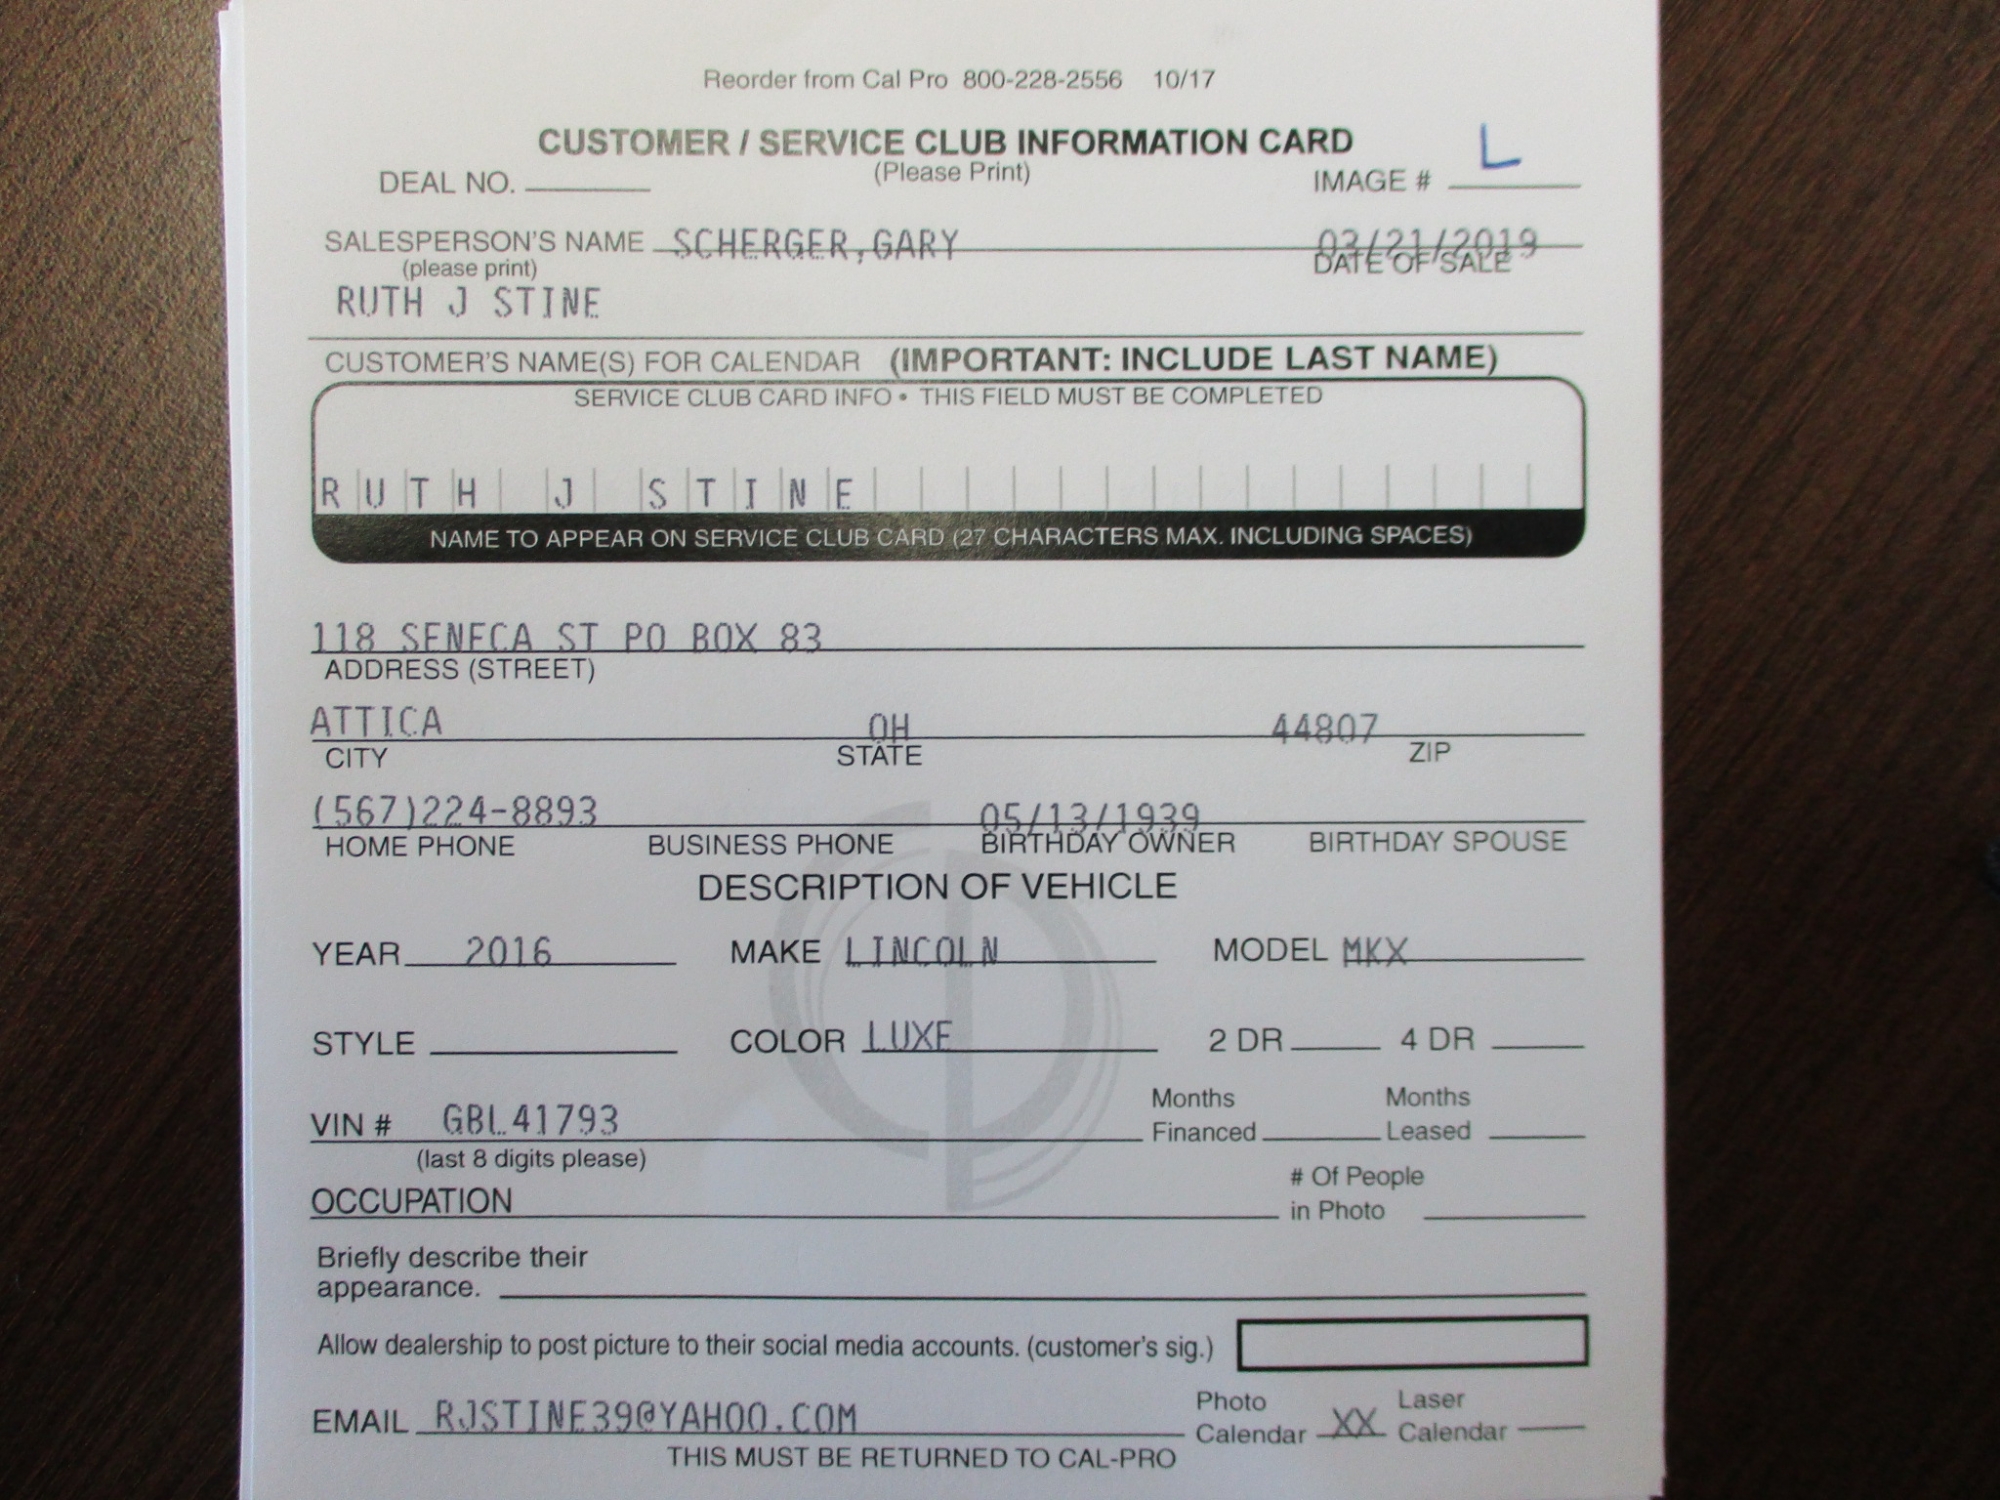 Reorder from Cal Pro 800-228-2556 10/17
CUSTOMER / SERVICE CLUB INFORMATION CARD L
DEAL NO. (Please Print) IMAGE #
SALESPERSON'S NAME SCHERGER,GARY 03/21/2019
(please print) DATE OF SALE
RUTH J STINE
CUSTOMER'S NAME(S) FOR CALENDAR (IMPORTANT: INCLUDE LAST NAME)
SERVICE CLUB CARD INFO • THIS FIELD MUST BE COMPLETED
RUTH J STINE
NAME TO APPEAR ON SERVICE CLUB CARD (27 CHARACTERS MAX. INCLUDING SPACES)
118 SENECA ST PO BOX 83
ADDRESS (STREET)
ATTICA OH 44807
CITY STATE ZIP
(567)224-8893 05/13/1939
HOME PHONE BUSINESS PHONE BIRTHDAY OWNER BIRTHDAY SPOUSE
DESCRIPTION OF VEHICLE
YEAR 2016 MAKE LINCOLN MODEL MKX
STYLE COLOR LUXE 2 DR 4 DR
Months Months
VIN # GBL41793 Financed Leased
(last 8 digits please)
# Of People
OCCUPATION in Photo
Briefly describe their
appearance.
Allow dealership to post picture to their social media accounts. (customer's sig.)
Photo Laser
EMAIL RJSTINE39@YAHOO.COM Calendar XX Calendar
THIS MUST BE RETURNED TO CAL-PRO